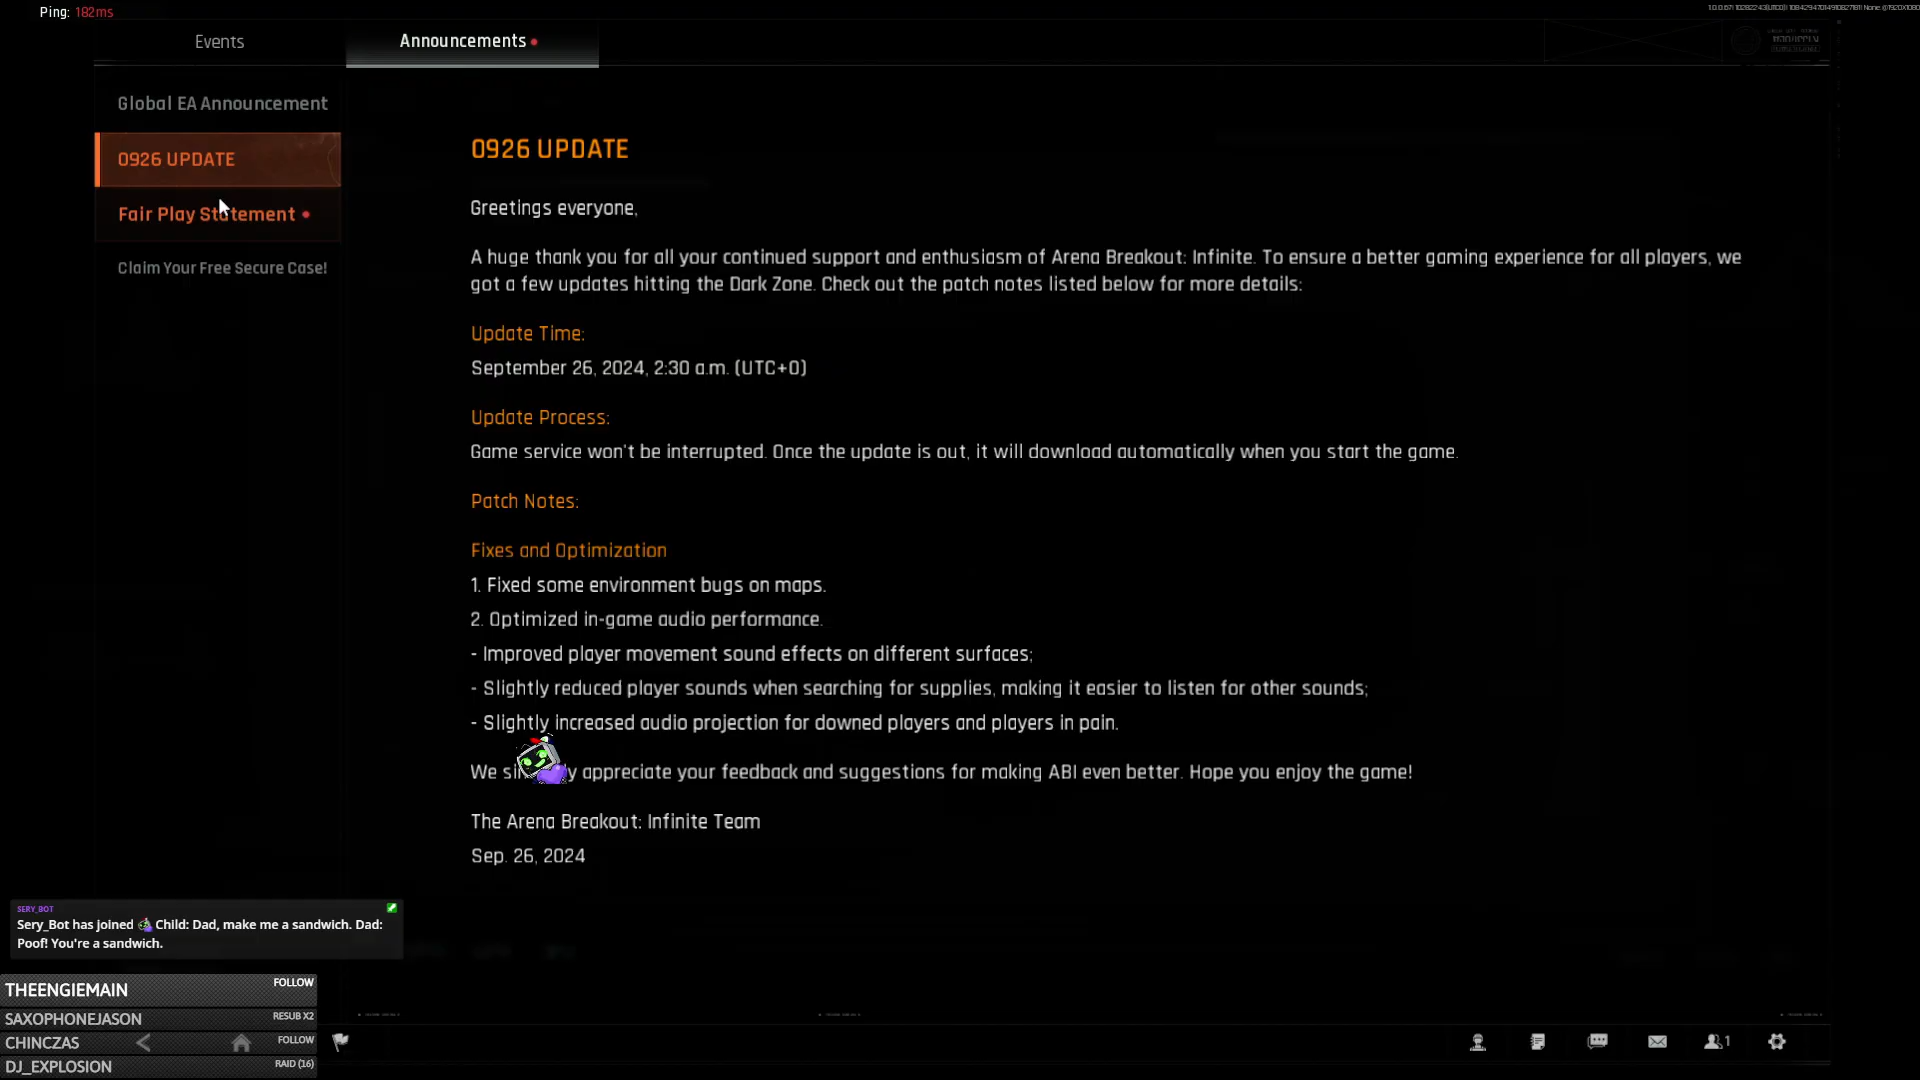 Ping: 182ms
Events
Announcements
Global EA Announcement
0926 UPDATE
Fair Play Statement
Claim Your Free Secure Case!
0926 UPDATE
Greetings everyone,
A huge thank you for all your continued support and enthusiasm of Arena Breakout: Infinite. To ensure a better gaming experience for all players, we
got a few updates hitting the Dark Zone. Check out the patch notes listed below for more details:
Update Time:
September 26, 2024, 2:30 a.m. (UTC+0)
Update Process:
Game service won't be interrupted. Once the update is out, it will download automatically when you start the game.
Patch Notes:
Fixes and Optimization
1. Fixed some environment bugs on maps.
2. Optimized in-game audio performance.
- Improved player movement sound effects on different surfaces;
- Slightly reduced player sounds when searching for supplies, making it easier to listen for other sounds;
- Slightly increased audio projection for downed players and players in pain.
We appreciate your feedback and suggestions for making ABI even better. Hope you enjoy the game!
The Arena Breakout: Infinite Team
Sep. 26, 2024
SERY_BOT
Sery_Bot has joined Child: Dad, make me a sandwich. Dad:
Poof! You're a sandwich.
THEENGIEMAIN FOLLOW
SAXOPHONEJASON RESUB X2
CHINCZAS FOLLOW
DJ_EXPLOSION RAID (16)
1